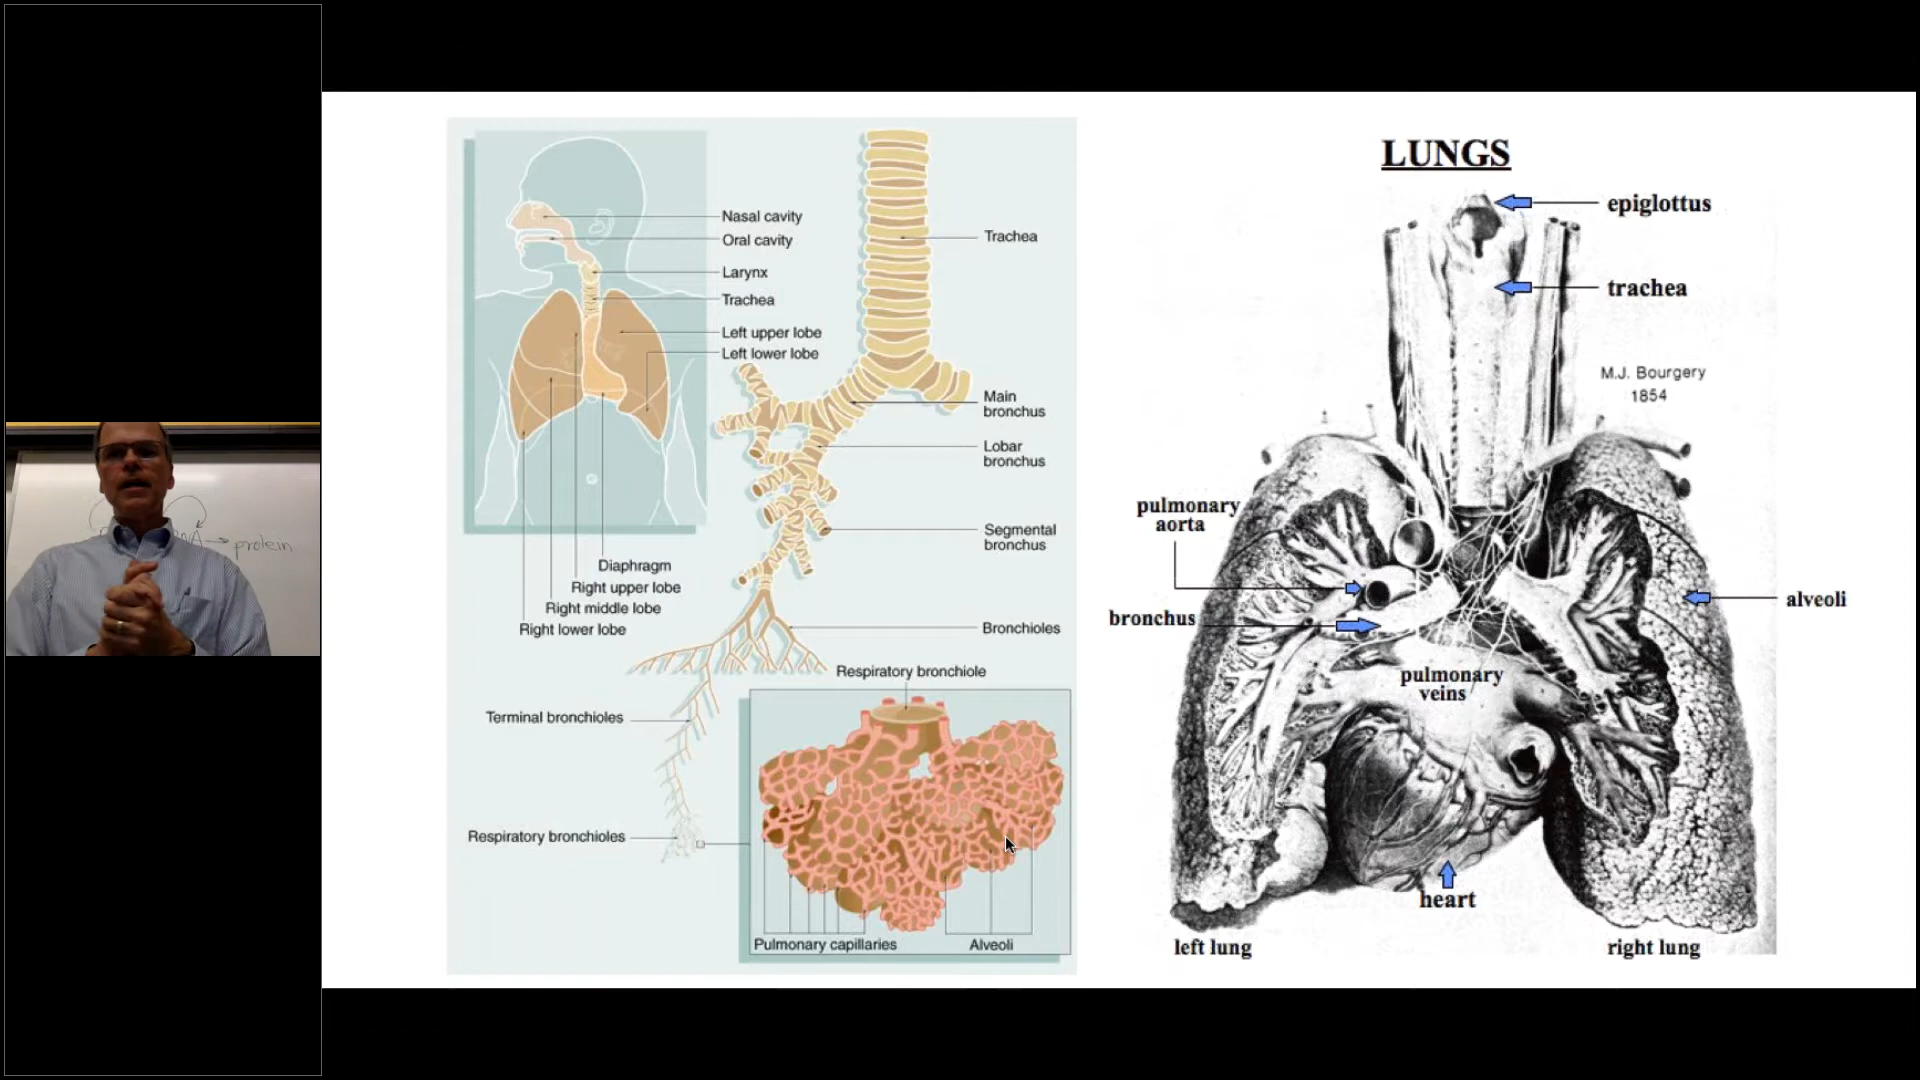 Nasal cavity
Oral cavity
Larynx
Trachea
Left upper lobe
Left lower lobe
Diaphragm
Right upper lobe
Right middle lobe
Right lower lobe
Trachea
Main
bronchus
Lobar
bronchus
Segmental
bronchus
Bronchioles
Respiratory bronchiole
Terminal bronchioles
Respiratory bronchioles
Pulmonary capillaries
Alveoli
LUNGS
epiglottus
trachea
M.J. Bourgery
1854
pulmonary
aorta
bronchus
alveoli
pulmonary
veins
heart
left lung
right lung
protein